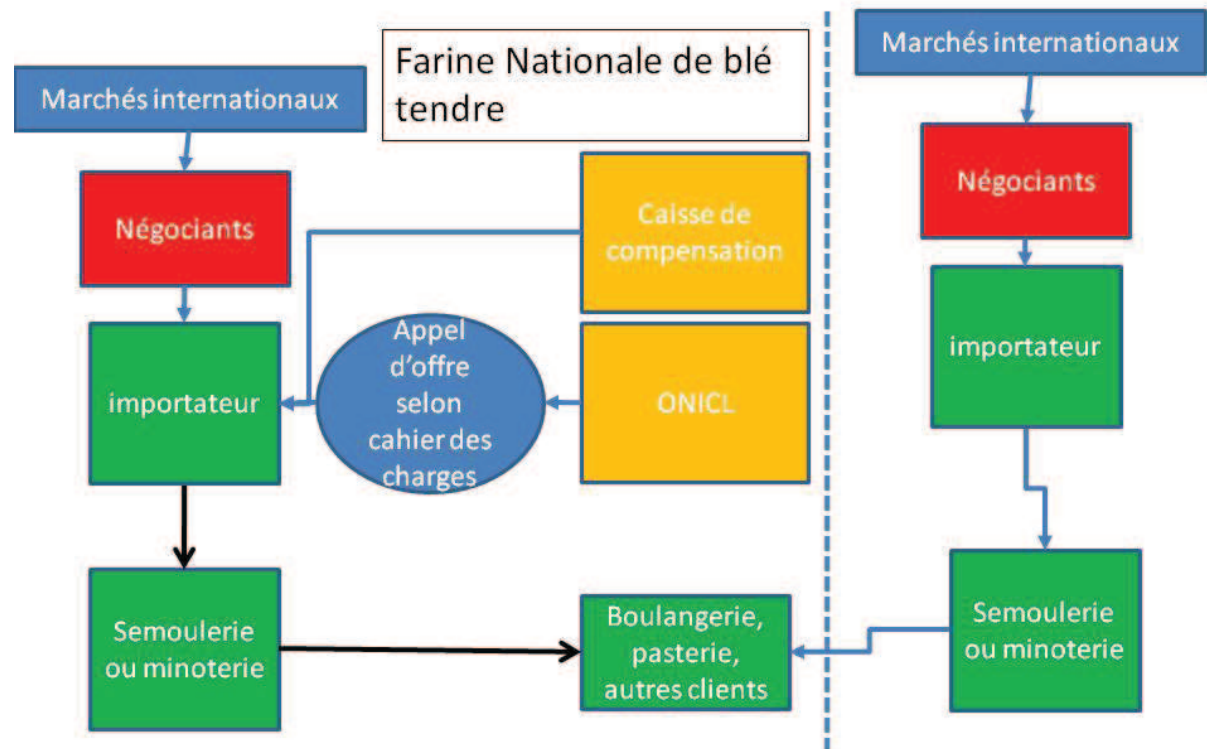 Farine Nationale de blé
tendre
Marchés internationaux
Négociants
importateur
Semoulerie
ou minoterie
Caisse de
compensation
Appel
d'offre
selon
cahier des
charges
ONICL
Boulangerie,
pasterie,
autres clients
Marchés internationaux
Négociants
importateur
Semoulerie
ou minoterie